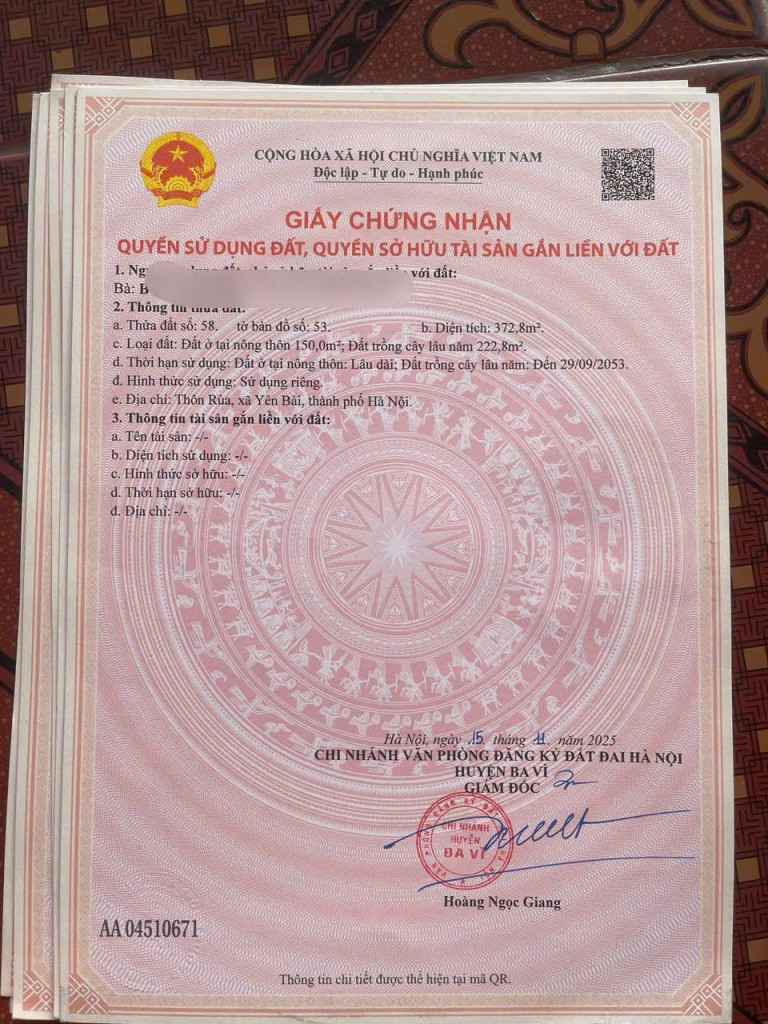 CỘNG HÒA XÃ HỘI CHỦ NGHĨA VIỆT NAM
Độc lập - Tự do - Hạnh phúc
GIẤY CHỨNG NHẬN
QUYỀN SỬ DỤNG ĐẤT, QUYỀN SỞ HỮU TÀI SẢN GẮN LIỀN VỚI ĐẤT
1. với đất:
Bà:
2. Thông tin thửa đất:
a. Thửa đất số: 58. tờ bản đồ số: 53. b. Diện tích: 372,8m².
c. Loại đất: Đất ở tại nông thôn 150,0m²; Đất trồng cây lâu năm 222,8m².
d. Thời hạn sử dụng: Đất ở tại nông thôn: Lâu dài; Đất trồng cây lâu năm: Đến 29/09/2053.
đ. Hình thức sử dụng: Sử dụng riêng.
e. Địa chỉ: Thôn Rùa, xã Yên Bài, thành phố Hà Nội.
3. Thông tin tài sản gắn liền với đất:
a. Tên tài sản: -/-
b. Diện tích sử dụng: -/-
c. Hình thức sở hữu: -/-
d. Thời hạn sở hữu: -/-
đ. Địa chỉ: -/-
Hà Nội, ngày 15 tháng 11 năm 2025
CHI NHÁNH VĂN PHÒNG ĐĂNG KÝ ĐẤT ĐAI HÀ NỘI
HUYỆN BA VÌ
GIÁM ĐỐC
CHI NHÁNH
HUYỆN
BA VÌ
Hoàng Ngọc Giang
AA 04510671
Thông tin chi tiết được thể hiện tại mã QR.